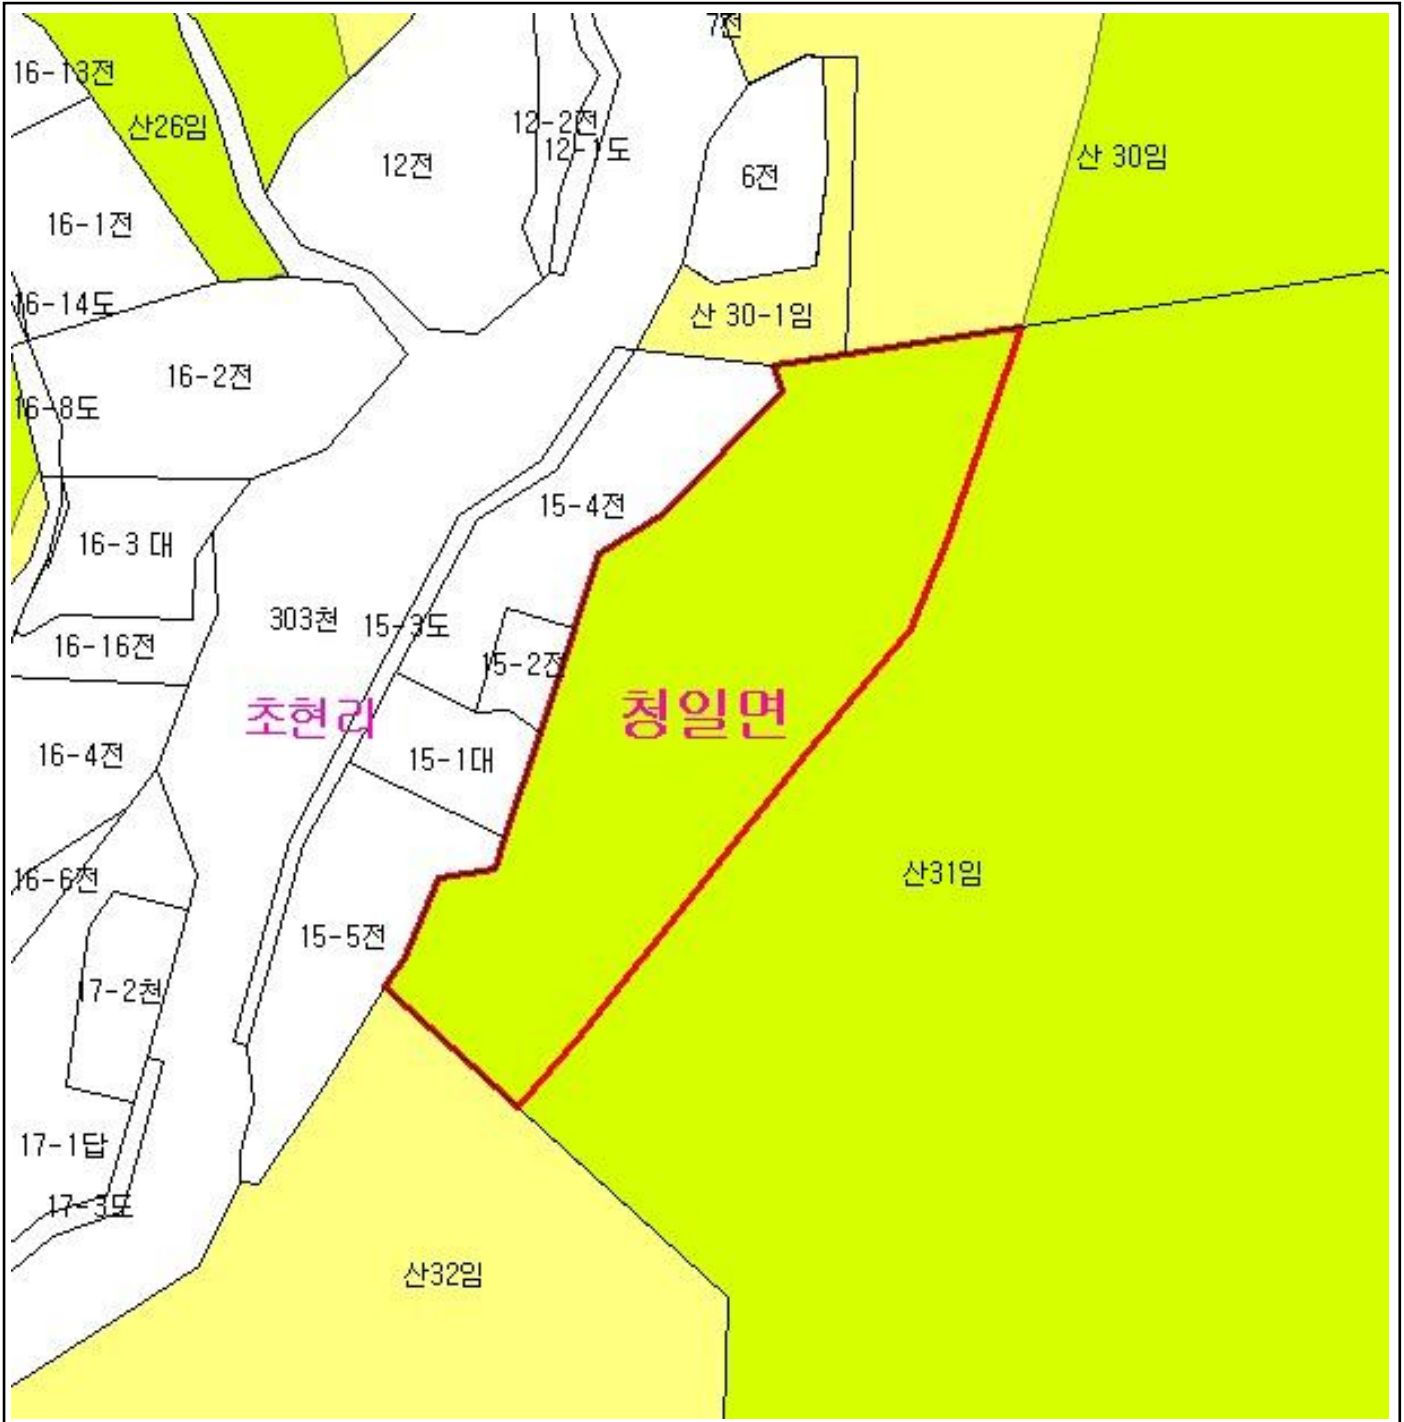 7전
16-13전
산26임
12-2전
12-1도
12전
산 30임
6전
16-1전
16-14도
산 30-1임
16-2전
16-8도
15-4전
16-3 대
303천
15-3도
16-16전
15-2전
초현리
청일면
16-4전
15-1대
산31임
16-6전
15-5전
17-2천
17-1답
17-3도
산32임